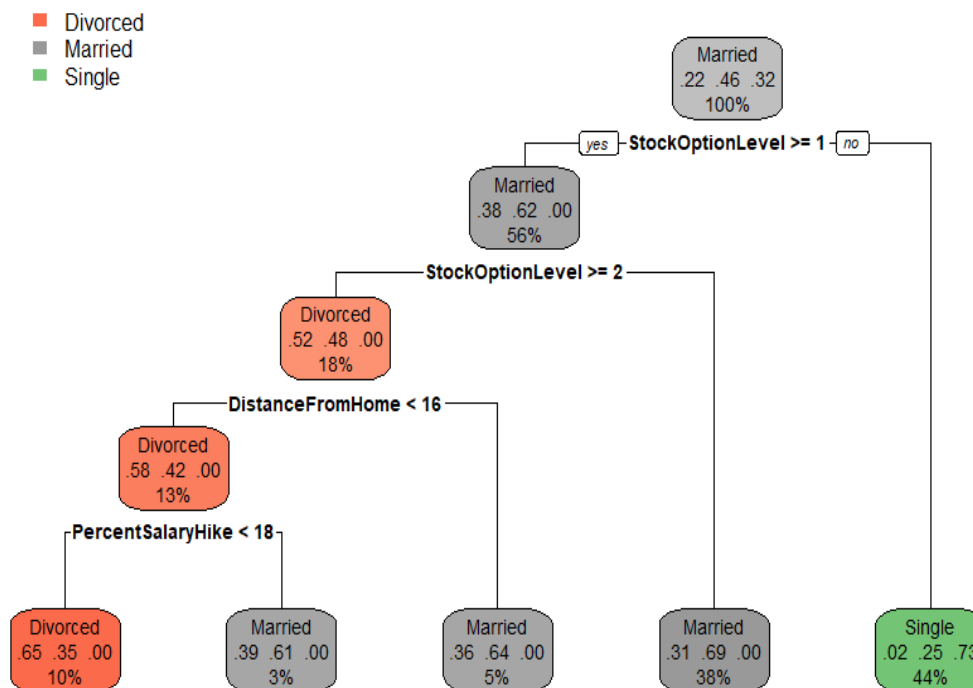 Divorced
Married
Single
Married
.22 .46 .32
100%
yes StockOptionLevel >= 1 no
Married
.38 .62 .00
56%
StockOptionLevel >= 2
Divorced
.52 .48 .00
18%
DistanceFromHome < 16
Divorced
.58 .42 .00
13%
PercentSalaryHike < 18
Divorced
.65 .35 .00
10%
Married
.39 .61 .00
3%
Married
.36 .64 .00
5%
Married
.31 .69 .00
38%
Single
.02 .25 .73
44%